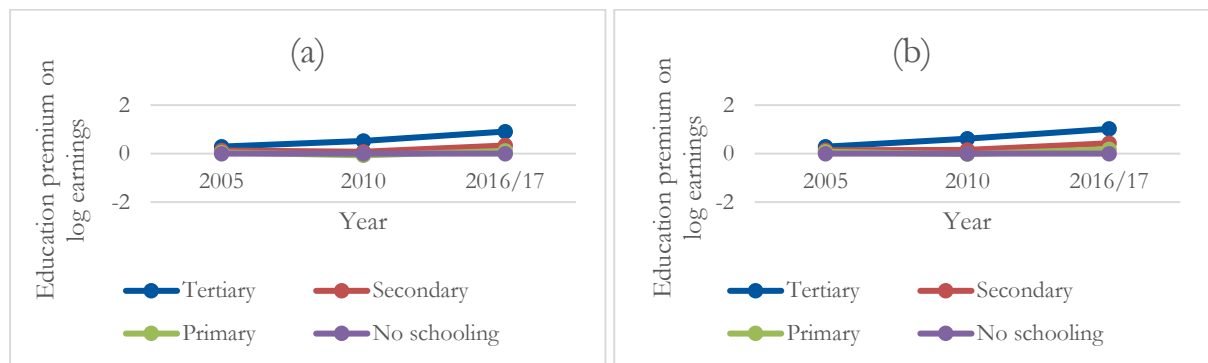 (a)
Education premium on
log earnings
2
0
-2
2005 2010 2016/17
Year
Tertiary Secondary
Primary No schooling
(b)
Education premium on
log earnings
2
0
-2
2005 2010 2016/17
Year
Tertiary Secondary
Primary No schooling